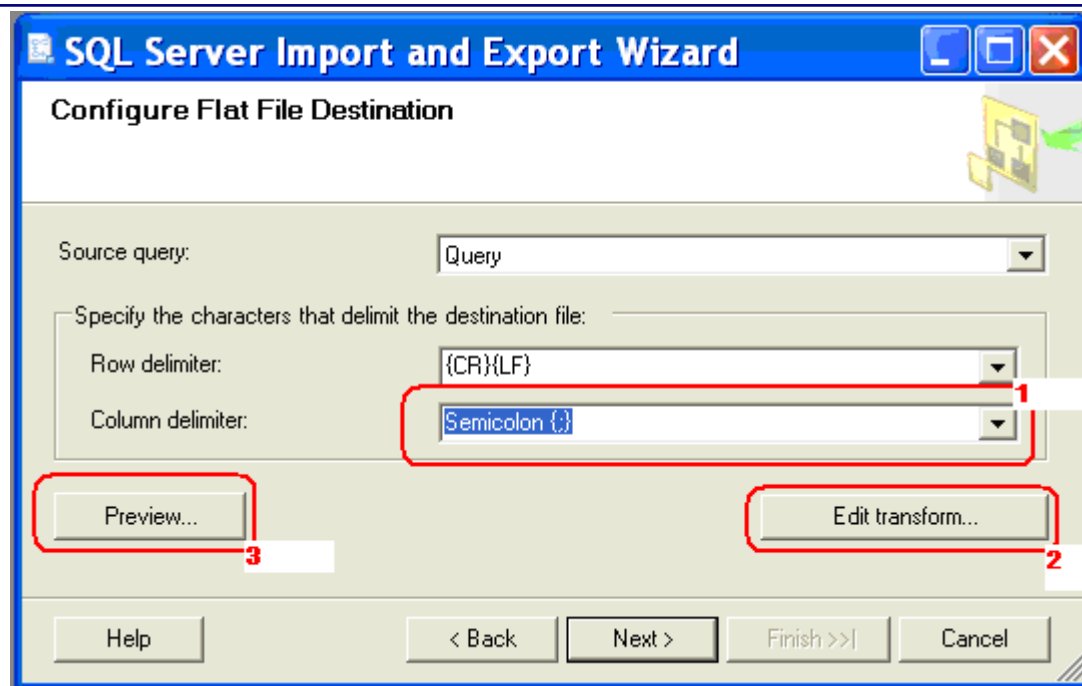 SQL Server Import and Export Wizard
Configure Flat File Destination
Source query:
Query
Specify the characters that delimit the destination file:
Row delimiter:
{CR}{LF}
1
Column delimiter:
Semicolon {;}
Preview...
Edit transform...
3
2
Help
< Back
Next >
Finish >>|
Cancel